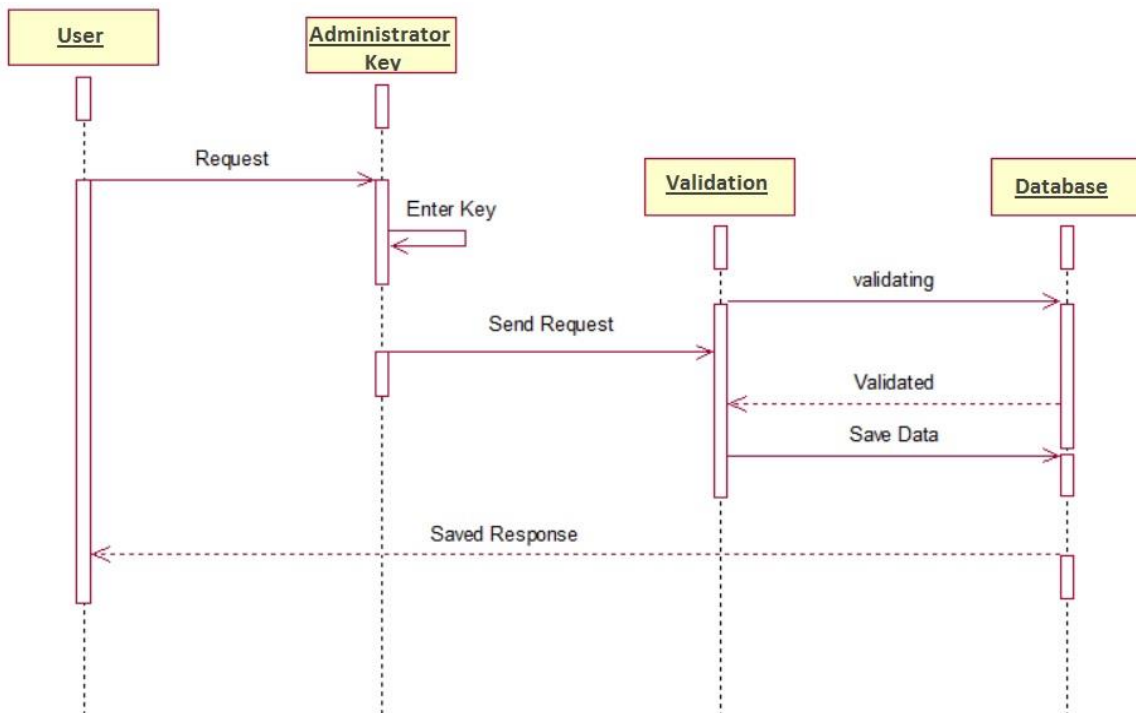 User
Administrator
Key
Request
Validation
Database
Enter Key
validating
Send Request
Validated
Save Data
Saved Response